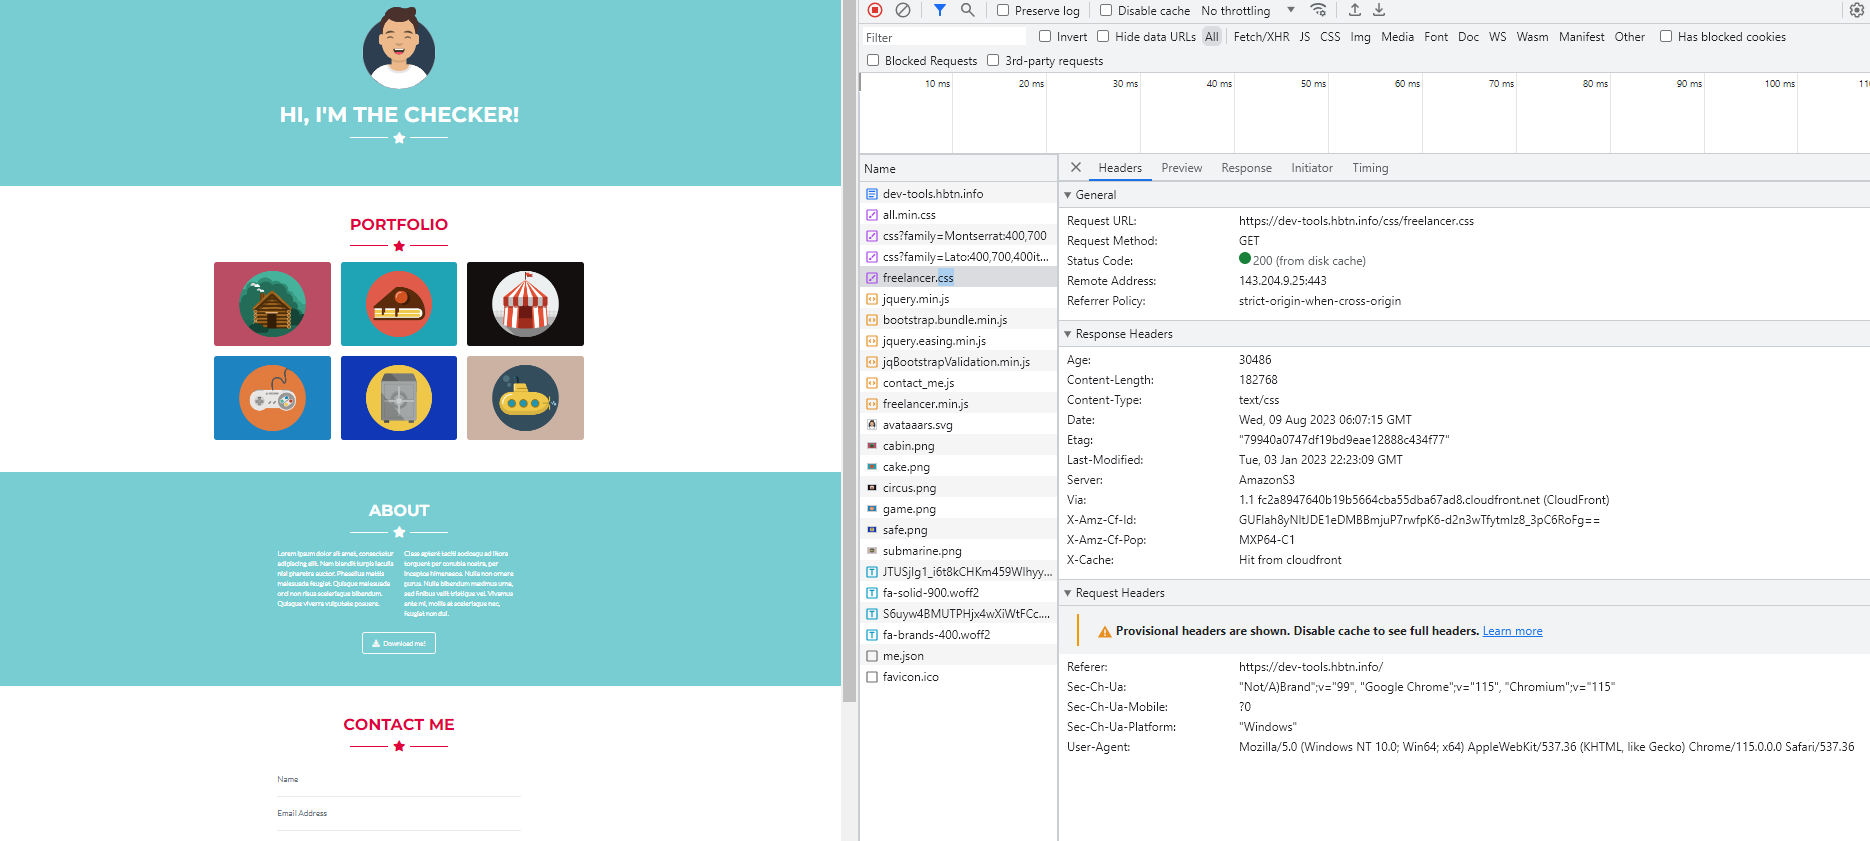 HI, I'M THE CHECKER!
PORTFOLIO
ABOUT
Lorem ipsum dolor sit amet, consectetur
adipiscing elit. Nam blandit turpis iaculis
nisl pharetra auctor. Phasellus mattis
malesuada feugiat. Quisque malesuada
orci non risus scelerisque bibendum.
Quisque viverra vulputate posuere.
Class aptent taciti sociosqu ad litora
torquent per conubia nostra, per
inceptos himenaeos. Nulla non ornare
purus. Nulla bibendum maximus urna,
sed finibus velit tristique vel. Vivamus
ante mi, mollis at scelerisque nec,
feugiat non dui.
Download me!
CONTACT ME
Name
Email Address
Preserve log
Disable cache
No throttling
Filter
Invert
Hide data URLs
All
Fetch/XHR
JS
CSS
Img
Media
Font
Doc
WS
Wasm
Manifest
Other
Has blocked cookies
Blocked Requests
3rd-party requests
10 ms
20 ms
30 ms
40 ms
50 ms
60 ms
70 ms
80 ms
90 ms
100 ms
Name
dev-tools.hbtn.info
all.min.css
css?family=Montserrat:400,700
css?family=Lato:400,700,400it...
freelancer.css
jquery.min.js
bootstrap.bundle.min.js
jquery.easing.min.js
jqBootstrapValidation.min.js
contact_me.js
freelancer.min.js
avataaars.svg
cabin.png
cake.png
circus.png
game.png
safe.png
submarine.png
JTUSjIg1_i6t8kCHKm459Wlhyy...
fa-solid-900.woff2
S6uyw4BMUTPHjx4wXiWtFCc....
fa-brands-400.woff2
me.json
favicon.ico
Headers
Preview
Response
Initiator
Timing
General
Request URL: https://dev-tools.hbtn.info/css/freelancer.css
Request Method: GET
Status Code: 200 (from disk cache)
Remote Address: 143.204.9.25:443
Referrer Policy: strict-origin-when-cross-origin
Response Headers
Age: 30486
Content-Length: 182768
Content-Type: text/css
Date: Wed, 09 Aug 2023 06:07:15 GMT
Etag: "79940a0747df19bd9eae12888c434f77"
Last-Modified: Tue, 03 Jan 2023 22:23:09 GMT
Server: AmazonS3
Via: 1.1 fc2a8947640b19b5664cba55dba67ad8.cloudfront.net (CloudFront)
X-Amz-Cf-Id: GUFlah8yNltJDE1eDMBBmjuP7rwfpK6-d2n3wTfytmIz8_3pC6RoFg==
X-Amz-Cf-Pop: MXP64-C1
X-Cache: Hit from cloudfront
Request Headers
Provisional headers are shown. Disable cache to see full headers. Learn more
Referer: https://dev-tools.hbtn.info/
Sec-Ch-Ua: "Not/A)Brand";v="99", "Google Chrome";v="115", "Chromium";v="115"
Sec-Ch-Ua-Mobile: ?0
Sec-Ch-Ua-Platform: "Windows"
User-Agent: Mozilla/5.0 (Windows NT 10.0; Win64; x64) AppleWebKit/537.36 (KHTML, like Gecko) Chrome/115.0.0.0 Safari/537.36